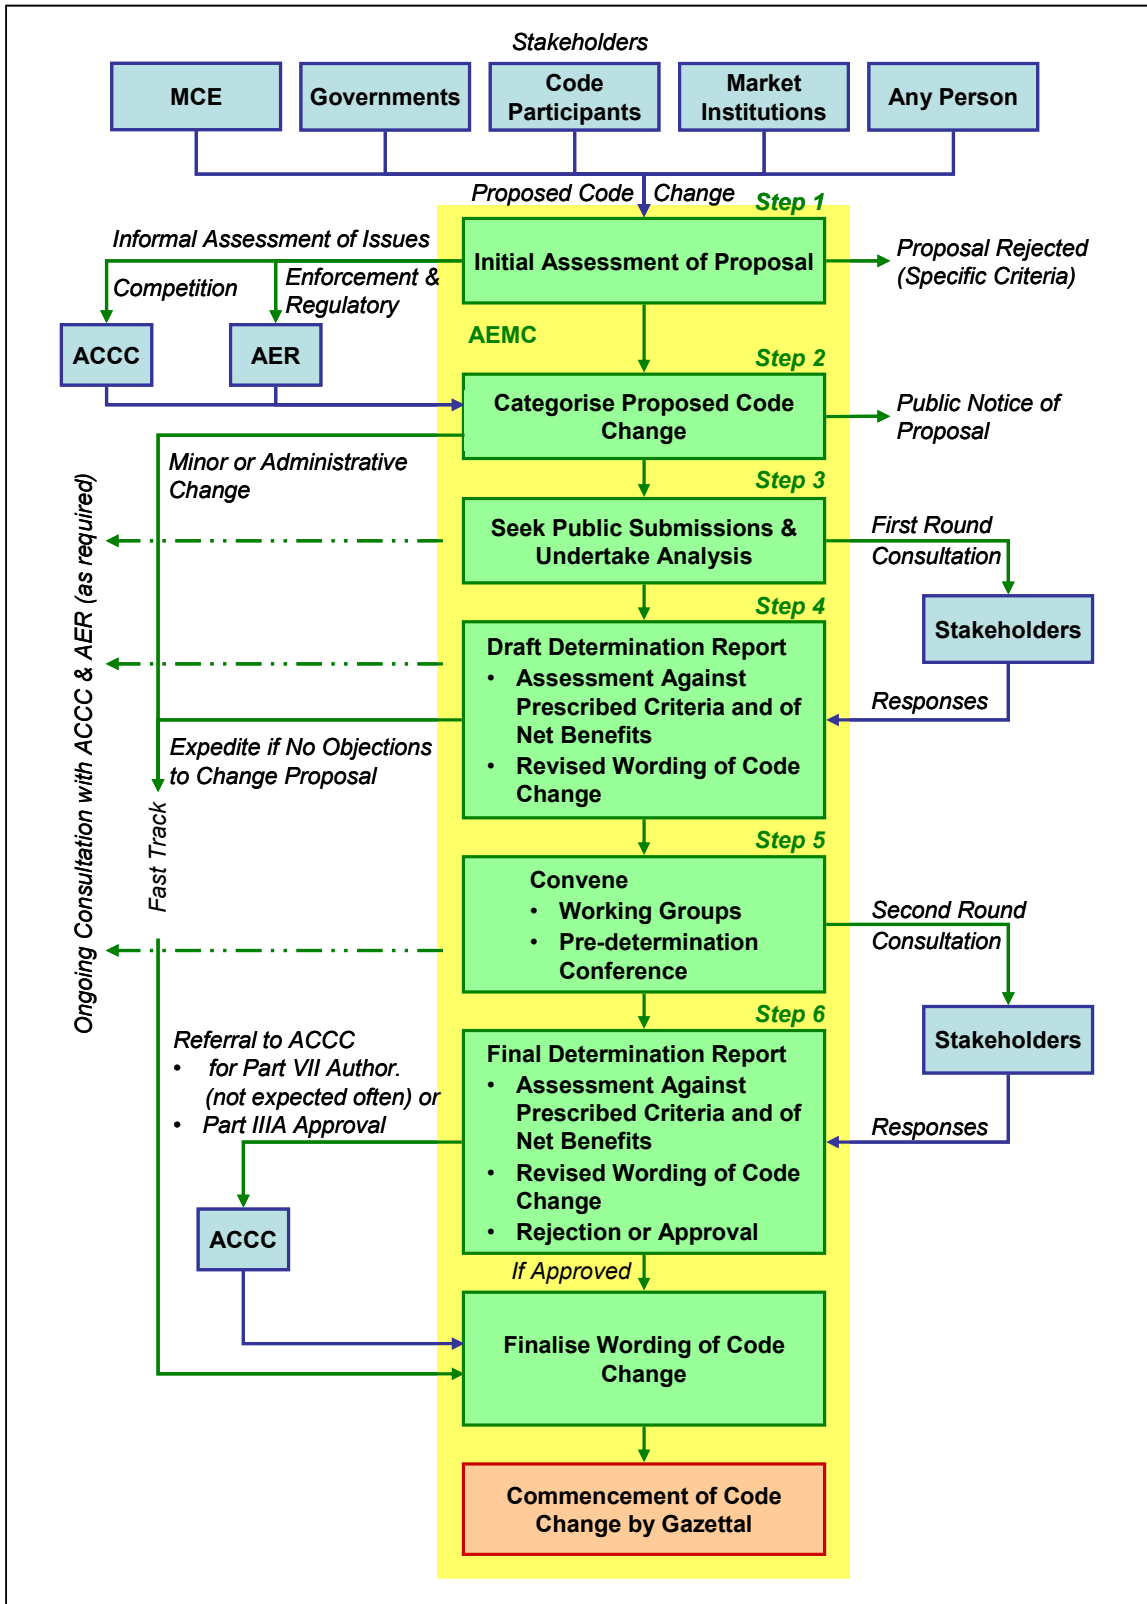 Stakeholders
MCE
Governments
Code
Participants
Market
Institutions
Any Person
Proposed Code Change
Step 1
Initial Assessment of Proposal
Informal Assessment of Issues
Competition
Enforcement &
Regulatory
Proposal Rejected
(Specific Criteria)
ACCC
AER
AEMC
Step 2
Categorise Proposed Code
Change
Public Notice of
Proposal
Minor or Administrative
Change
Step 3
Seek Public Submissions &
Undertake Analysis
First Round
Consultation
Stakeholders
Responses
Ongoing Consultation with ACCC & AER (as required)
Step 4
Draft Determination Report
• Assessment Against
Prescribed Criteria and of
Net Benefits
• Revised Wording of Code
Change
Expedite if No Objections
to Change Proposal
Fast Track
Step 5
Convene
• Working Groups
• Pre-determination
Conference
Second Round
Consultation
Stakeholders
Responses
Step 6
Final Determination Report
• Assessment Against
Prescribed Criteria and of
Net Benefits
• Revised Wording of Code
Change
• Rejection or Approval
Referral to ACCC
• for Part VII Author.
(not expected often) or
• Part IIIA Approval
ACCC
If Approved
Finalise Wording of Code
Change
Commencement of Code
Change by Gazettal